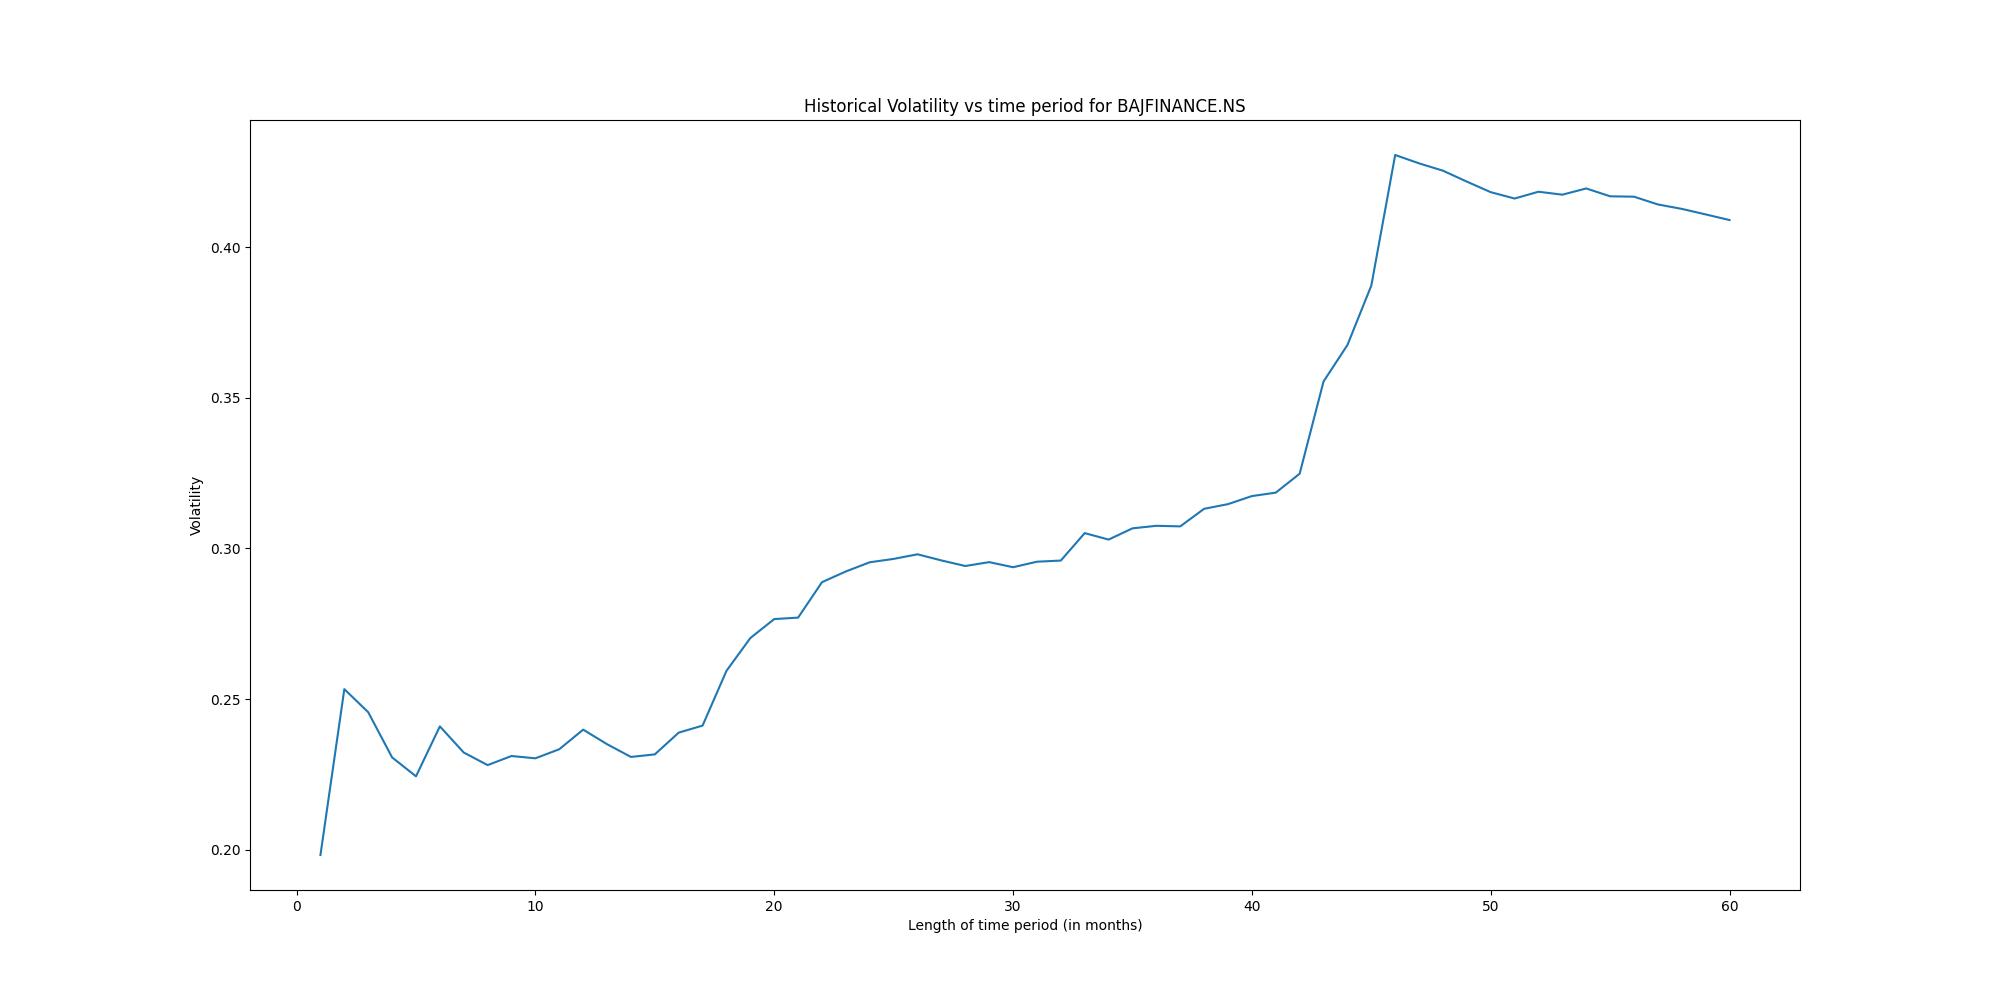 Historical Volatility vs time period for BAJFINANCE.NS
Volatility
0.40
0.35
0.30
0.25
0.20
0 10 20 30 40 50 60
Length of time period (in months)